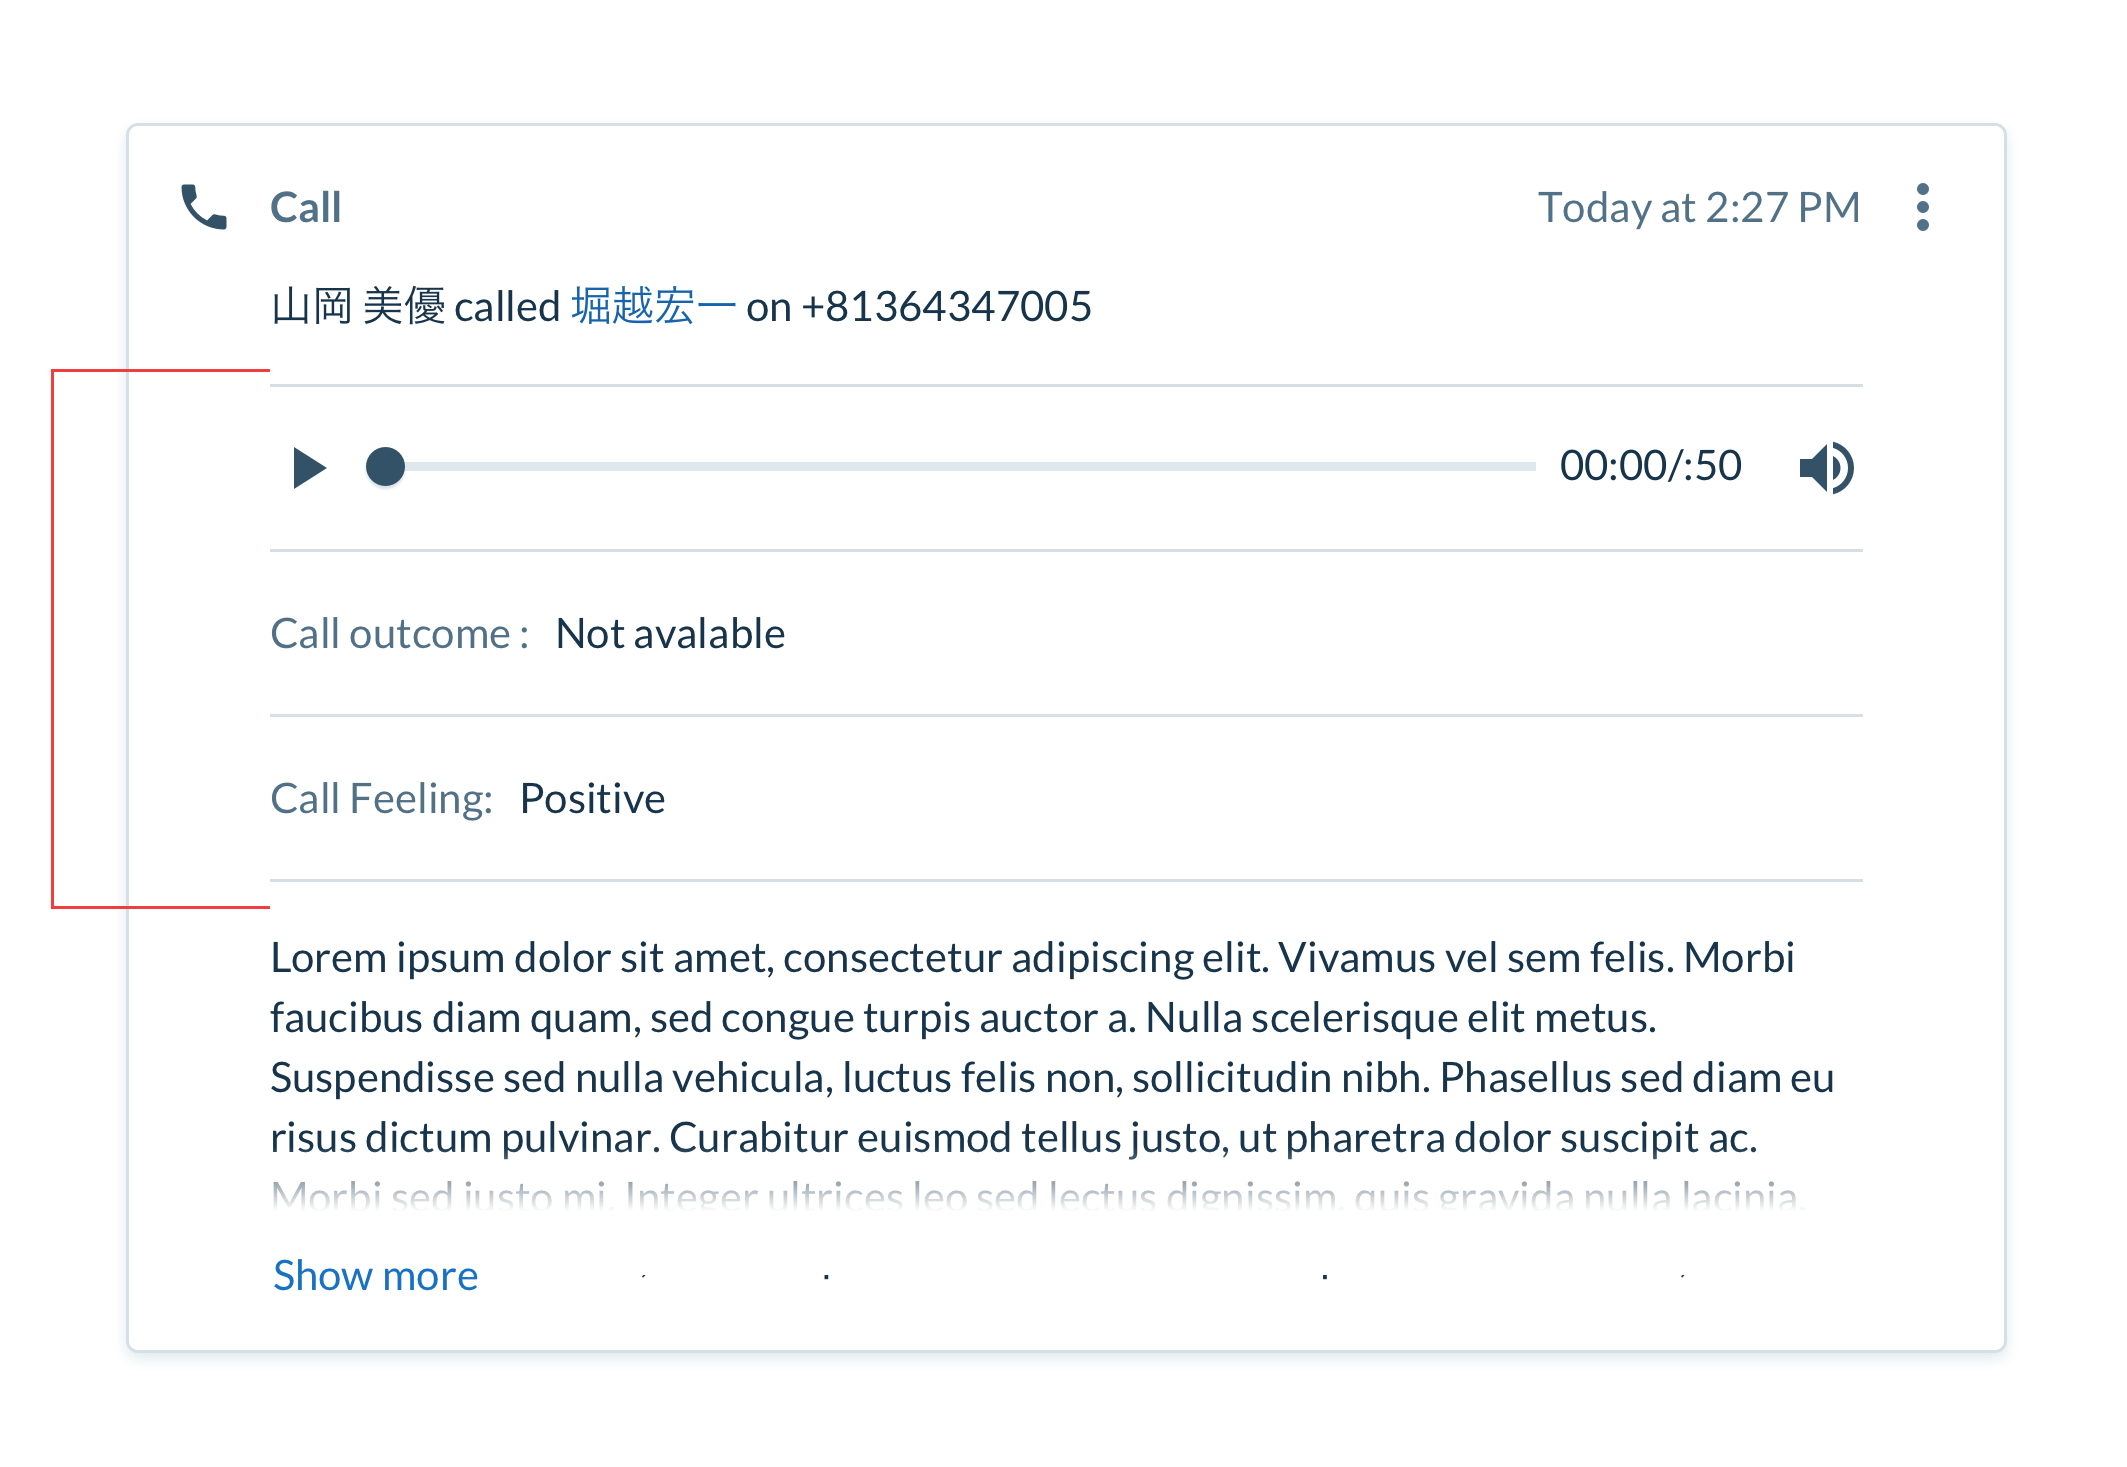 Call
Today at 2:27 PM
山岡 美優 called 堀越宏一 on +81364347005
00:00/:50
Call outcome : Not avalable
Call Feeling: Positive
Lorem ipsum dolor sit amet, consectetur adipiscing elit. Vivamus vel sem felis. Morbi
faucibus diam quam, sed congue turpis auctor a. Nulla scelerisque elit metus.
Suspendisse sed nulla vehicula, luctus felis non, sollicitudin nibh. Phasellus sed diam eu
risus dictum pulvinar. Curabitur euismod tellus justo, ut pharetra dolor suscipit ac.
Morbi sed justo mi. Integer ultrices leo sed lectus dignissim, quis gravida nulla lacinia.
Show more